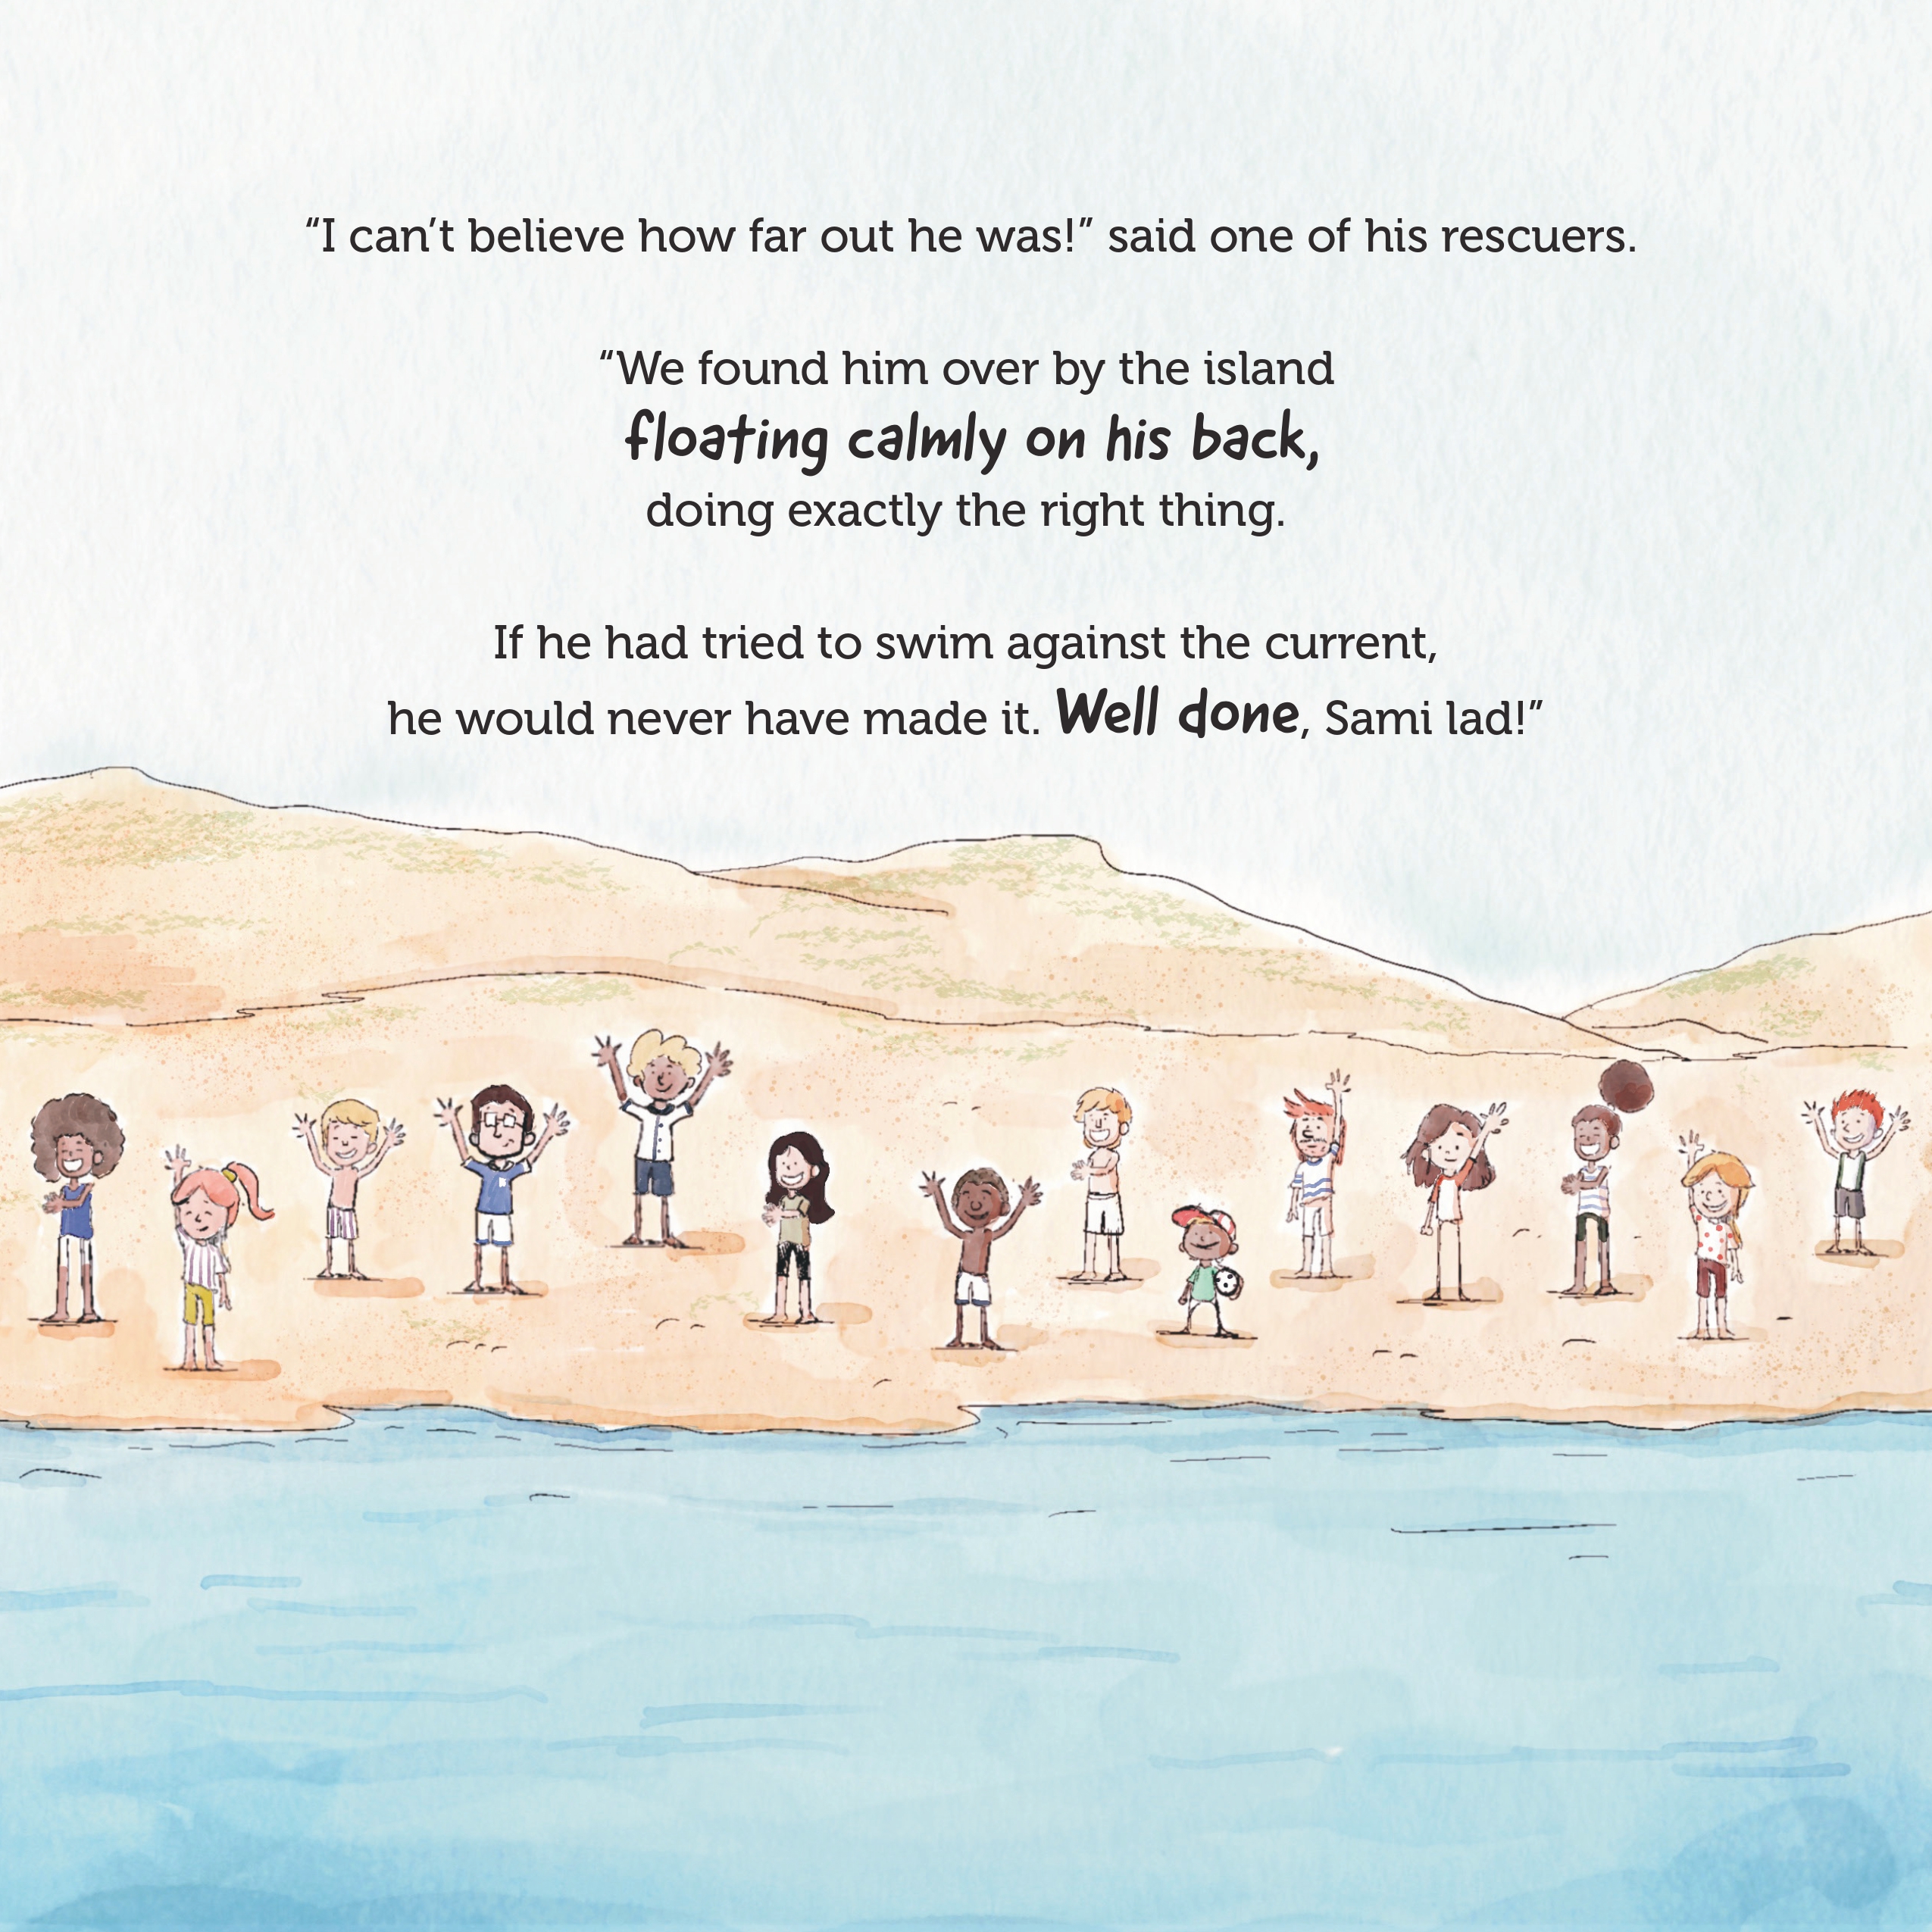 “I can’t believe how far out he was!” said one of his rescuers.
“We found him over by the island
floating calmly on his back,
doing exactly the right thing.
If he had tried to swim against the current,
he would never have made it. Well done, Sami lad!”